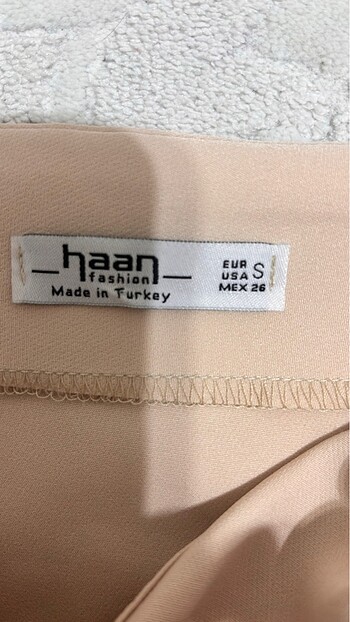 haan
fashion
Made in Turkey
EUR
USA S
MEX 26